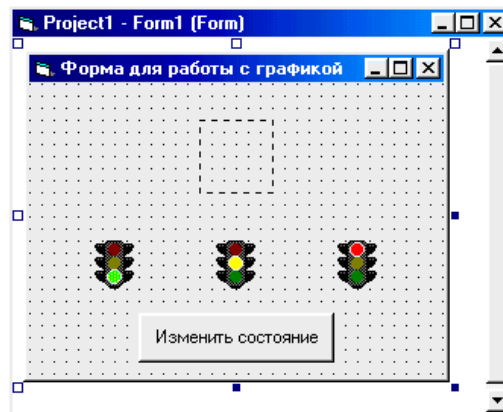 Project1 - Form1 (Form)
Форма для работы с графикой
Изменить состояние